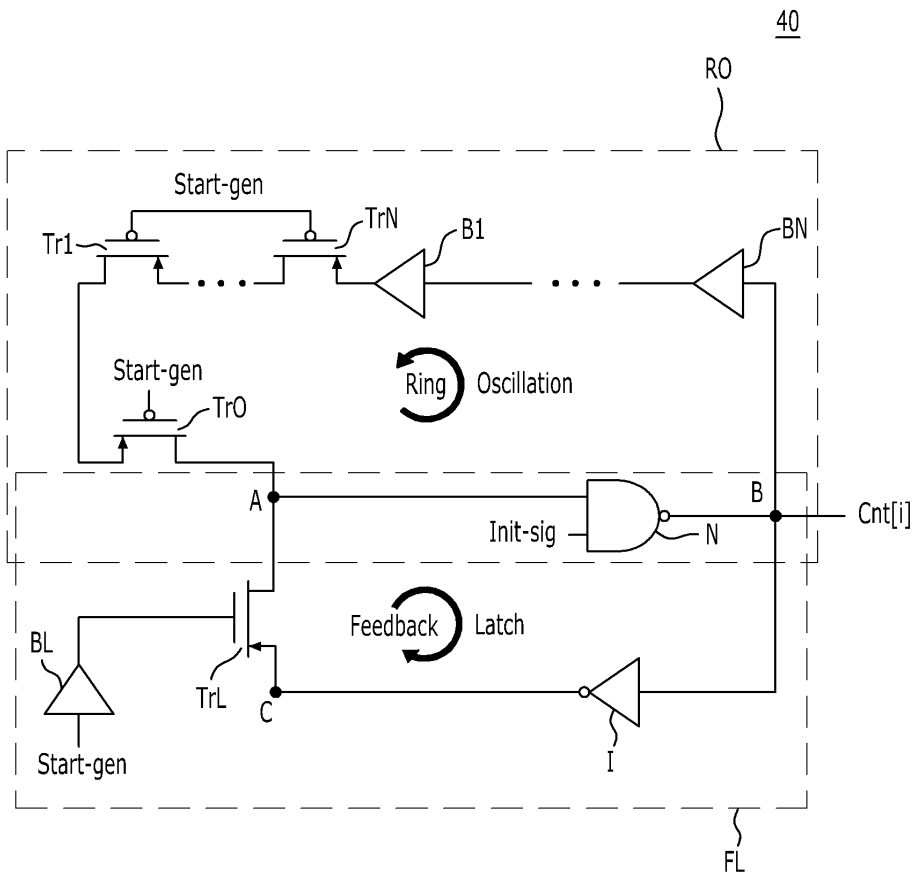 40
RO
Start-gen
Tr1
TrN
B1
BN
Start-gen
TrO
Ring Oscillation
A
B
Cnt[i]
Init-sig
N
Feedback Latch
BL
TrL
C
I
Start-gen
FL